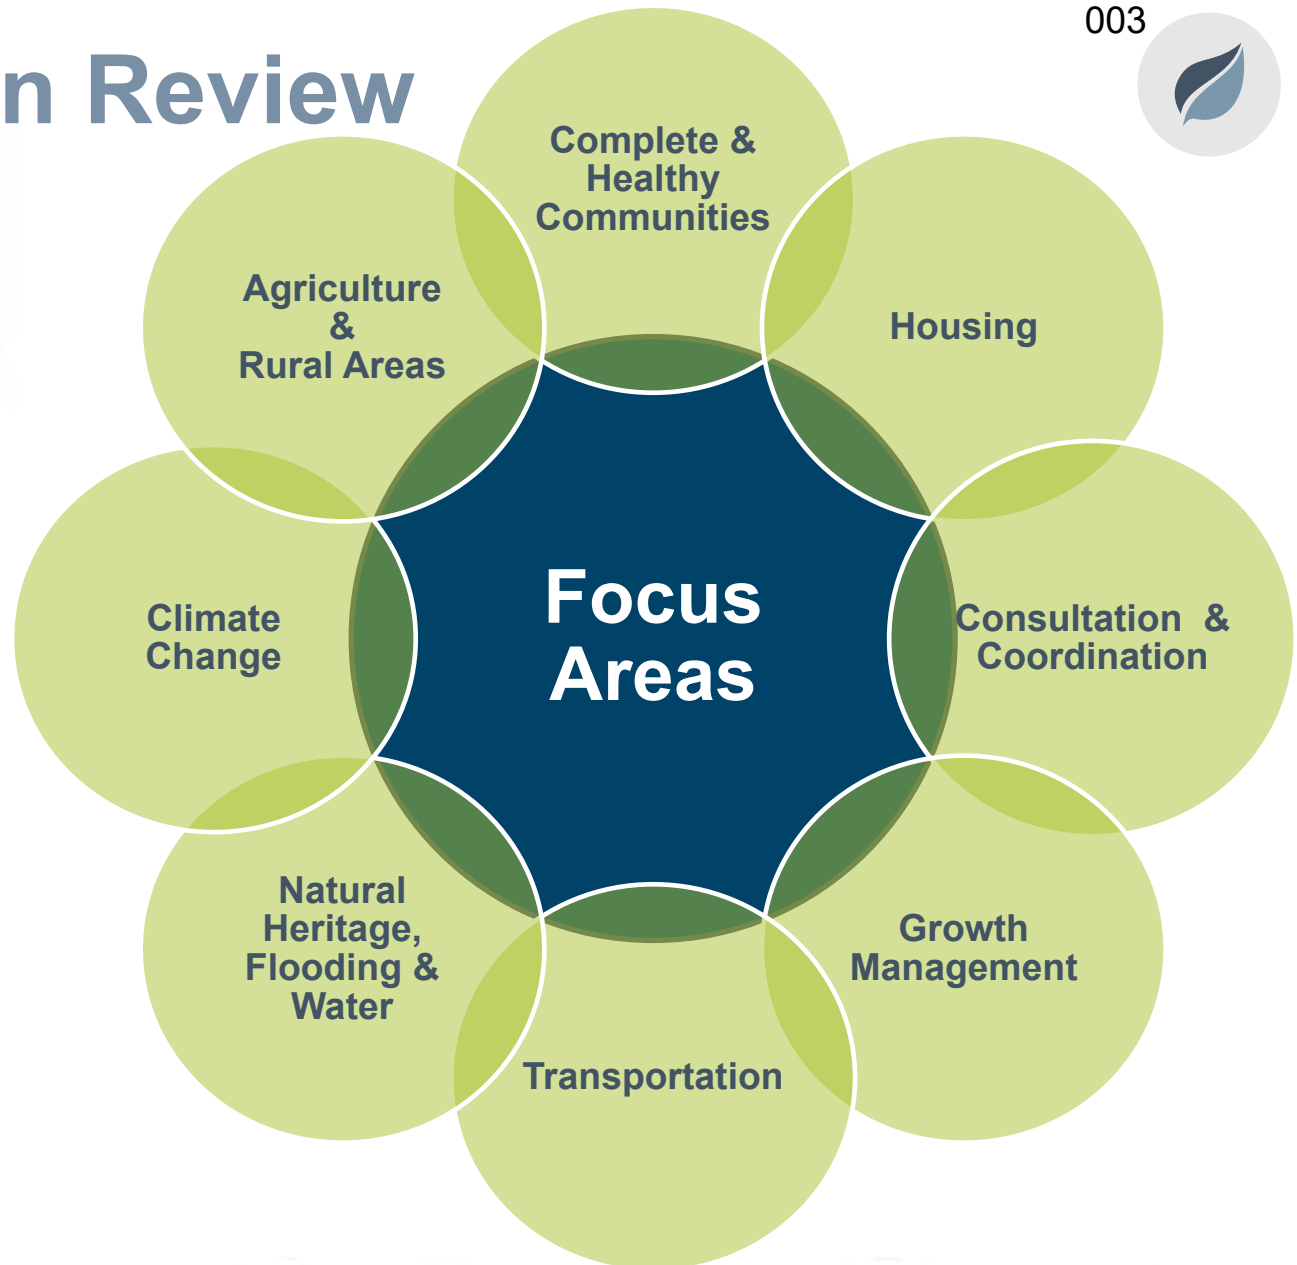 003
n Review
Complete &
Healthy
Communities
Agriculture
&
Rural Areas
Housing
Climate
Change
Focus
Areas
Consultation  &
Coordination
Natural
Heritage,
Flooding &
Water
Growth
Management
Transportation